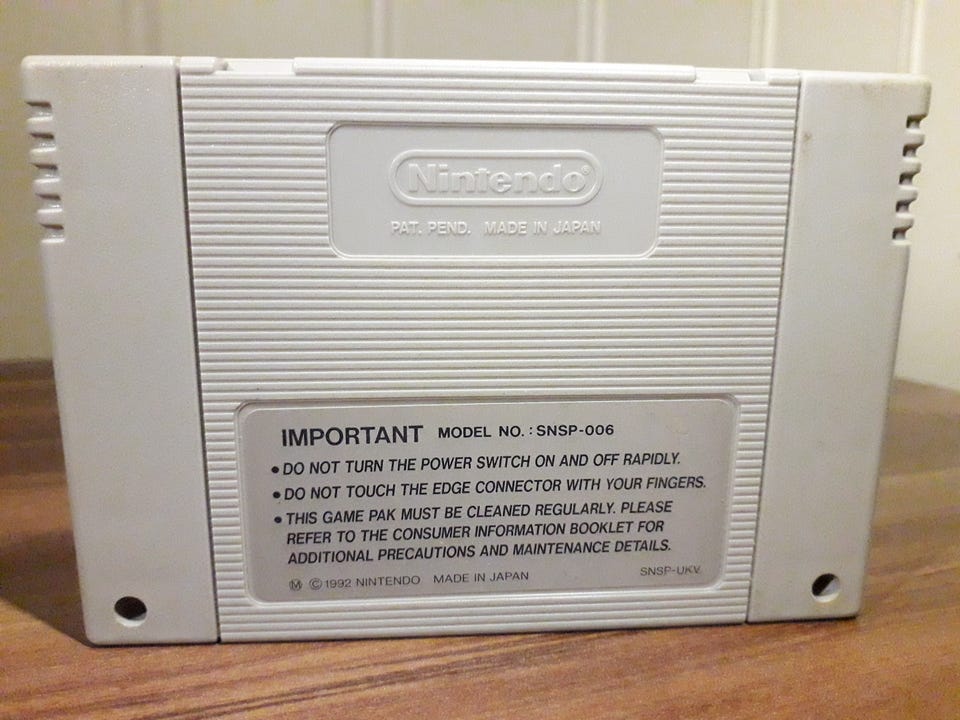 Nintendo®
PAT. PEND. MADE IN JAPAN
IMPORTANT MODEL NO. : SNSP-006
• DO NOT TURN THE POWER SWITCH ON AND OFF RAPIDLY.
• DO NOT TOUCH THE EDGE CONNECTOR WITH YOUR FINGERS.
• THIS GAME PAK MUST BE CLEANED REGULARLY. PLEASE
REFER TO THE CONSUMER INFORMATION BOOKLET FOR
ADDITIONAL PRECAUTIONS AND MAINTENANCE DETAILS.
Ⓜ ©1992 NINTENDO MADE IN JAPAN SNSP-UKV